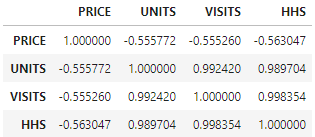 PRICE UNITS VISITS HHS
PRICE 1.000000 -0.555772 -0.555260 -0.563047
UNITS -0.555772 1.000000 0.992420 0.989704
VISITS -0.555260 0.992420 1.000000 0.998354
HHS -0.563047 0.989704 0.998354 1.000000